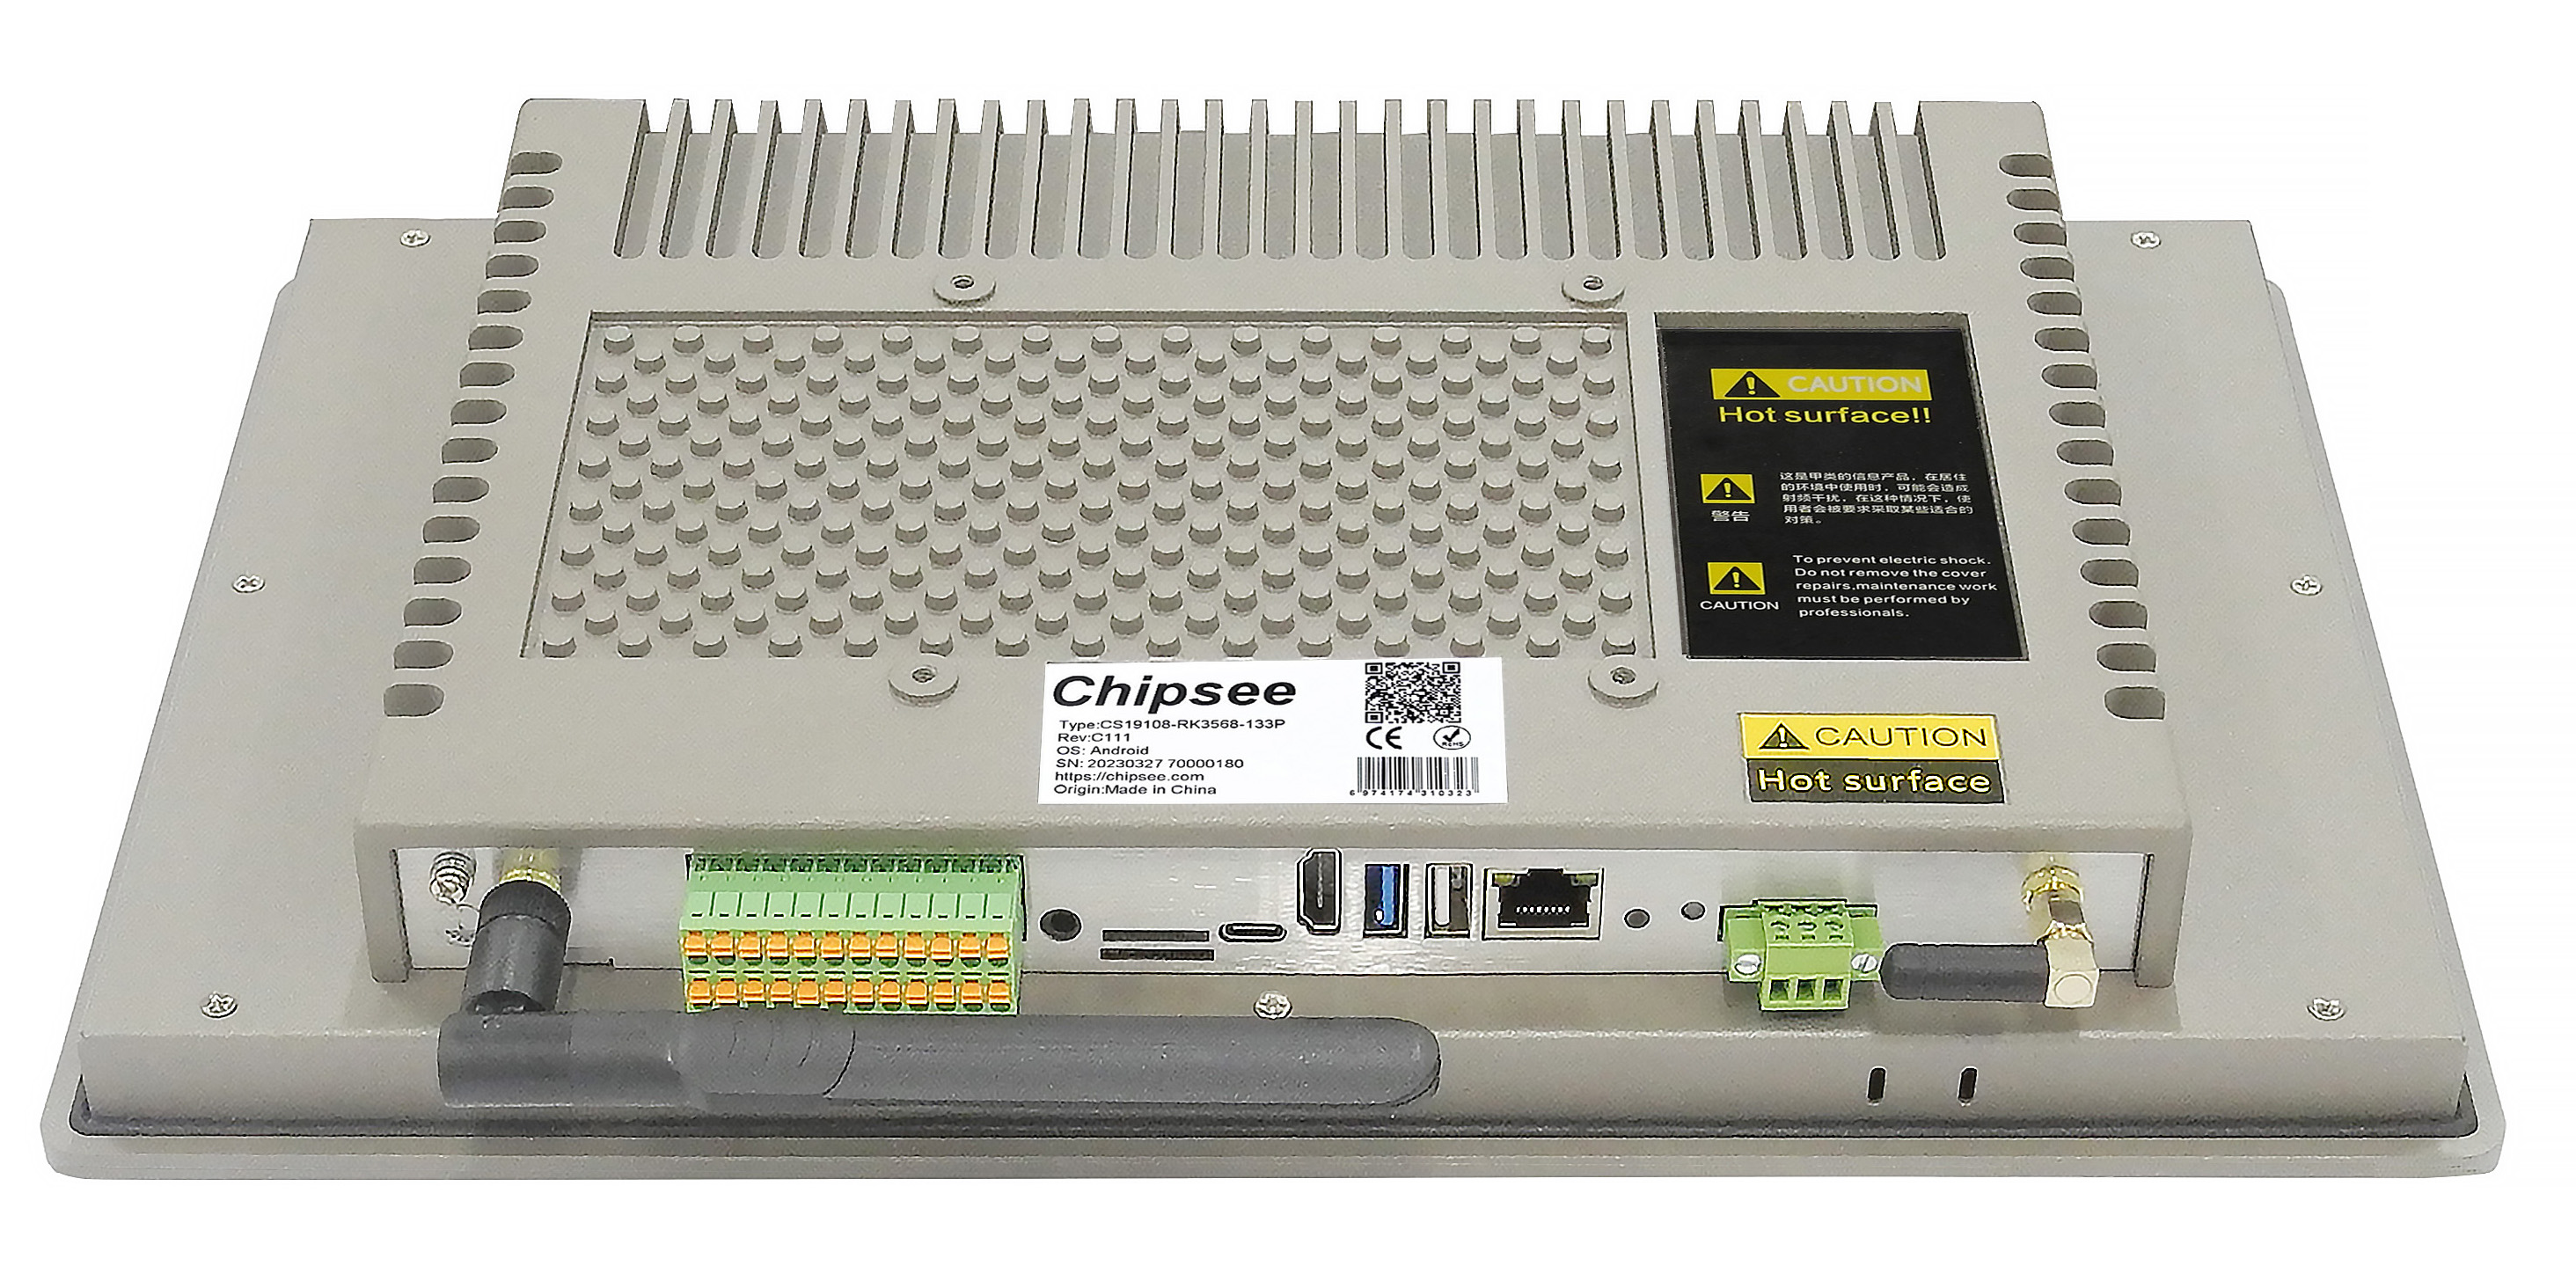 CAUTION
Hot surface!!
这是甲类的信息产品，在居住
的环境中使用时，可能会造成
射频干扰，在这种情况下，使
用者会被要求采取某些适合的
对策。
警告
To prevent electric shock.
Do not remove the cover
repairs,maintenance work
must be performed by
professionals.
CAUTION
Chipsee
Type:CS19108-RK3568-133P
Rev:C111
OS: Android
SN: 20230327 70000180
https://chipsee.com
Origin:Made in China
CE
RoHS
6 974174 310323
CAUTION
Hot surface